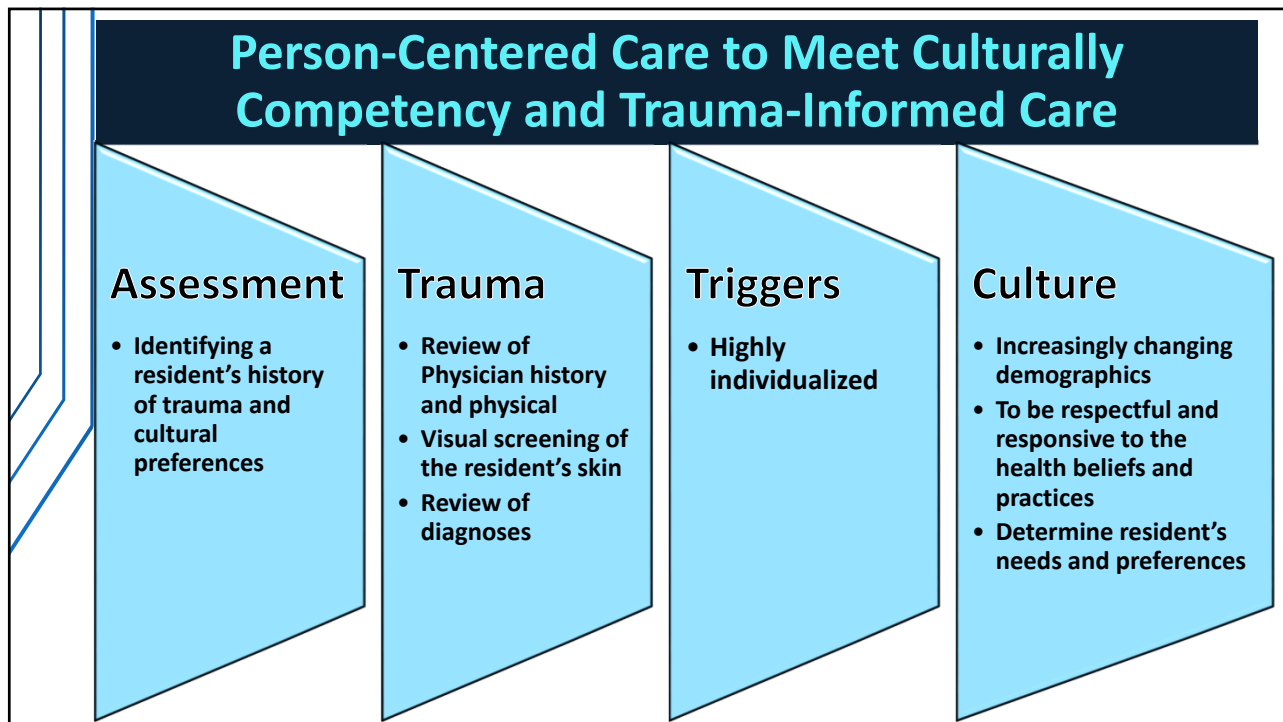 Person-Centered Care to Meet Culturally
Competency and Trauma-Informed Care
Assessment
• Identifying a
resident’s history
of trauma and
cultural
preferences
Trauma
• Review of
Physician history
and physical
• Visual screening of
the resident’s skin
• Review of
diagnoses
Triggers
• Highly
individualized
Culture
• Increasingly changing
demographics
• To be respectful and
responsive to the
health beliefs and
practices
• Determine resident’s
needs and preferences